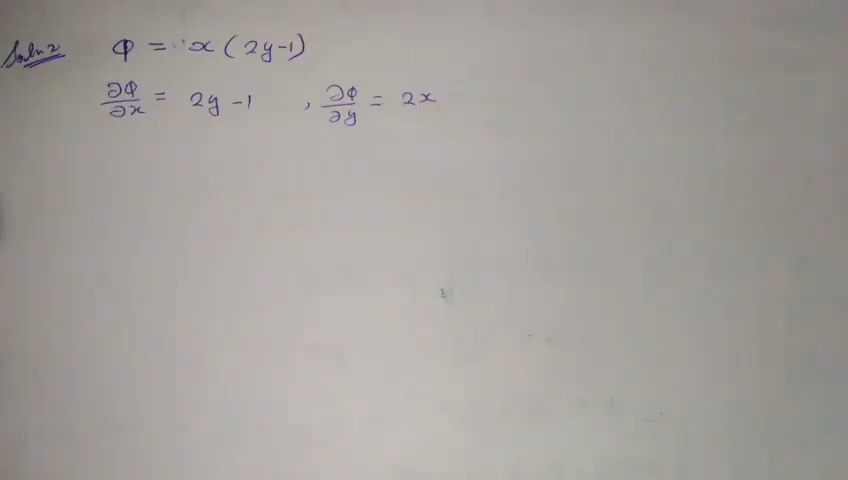 Soln 2 φ = x ( 2y-1)
∂φ/∂x = 2y -1 , ∂φ/∂y = 2x